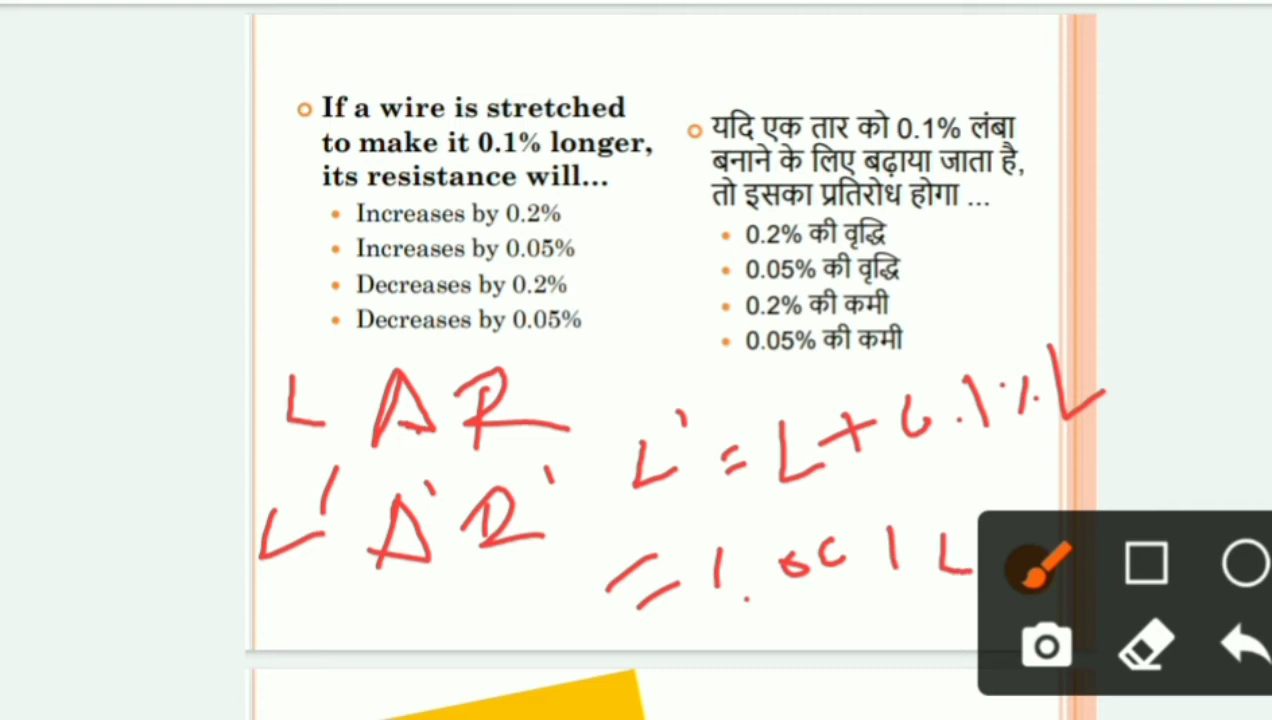 If a wire is stretched
to make it 0.1% longer,
its resistance will...
Increases by 0.2%
Increases by 0.05%
Decreases by 0.2%
Decreases by 0.05%
यदि एक तार को 0.1% लंबा
बनाने के लिए बढ़ाया जाता है,
तो इसका प्रतिरोध होगा ...
0.2% की वृद्धि
0.05% की वृद्धि
0.2% की कमी
0.05% की कमी
L A R
L' A' R'
L' = L + 0.1% L
= 1.001 L